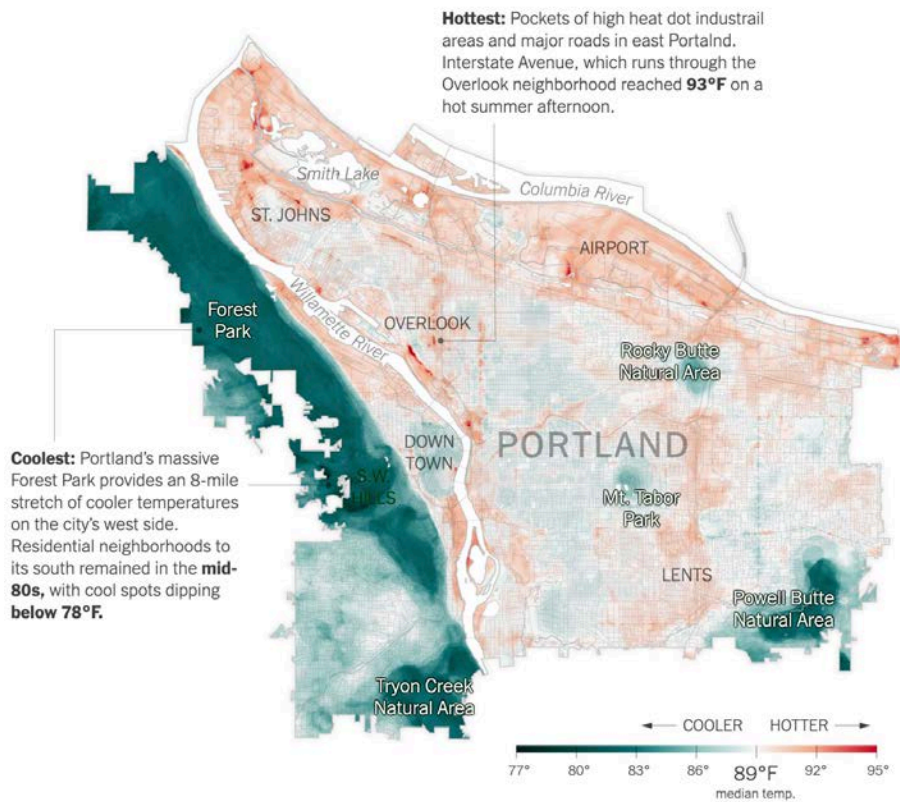 Hottest: Pockets of high heat dot industrail
areas and major roads in east Portalnd.
Interstate Avenue, which runs through the
Overlook neighborhood reached 93°F on a
hot summer afternoon.
Smith Lake
Columbia River
ST. JOHNS
AIRPORT
Willamette River
Forest
Park
OVERLOOK
Rocky Butte
Natural Area
DOWN
TOWN
PORTLAND
Coolest: Portland's massive
Forest Park provides an 8-mile
stretch of cooler temperatures
on the city's west side.
Residential neighborhoods to
its south remained in the mid-
80s, with cool spots dipping
below 78°F.
S.W.
HILLS
Mt. Tabor
Park
LENTS
Powell Butte
Natural Area
Tryon Creek
Natural Area
COOLER HOTTER
77° 80° 83° 86° 89°F 92° 95°
median temp.